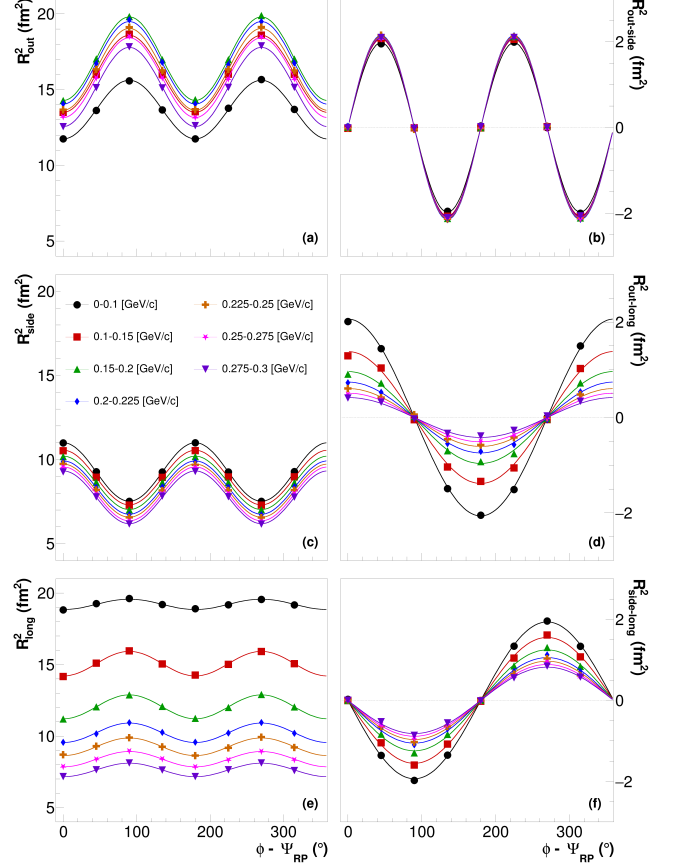 20
15
10
5
R²out (fm²)
(a)
2
0
−2
R²out-side (fm²)
(b)
20
15
10
5
R²side (fm²)
0-0.1 [GeV/c]
0.225-0.25 [GeV/c]
0.1-0.15 [GeV/c]
0.25-0.275 [GeV/c]
0.15-0.2 [GeV/c]
0.275-0.3 [GeV/c]
0.2-0.225 [GeV/c]
(c)
2
0
−2
R²out-long (fm²)
(d)
20
15
10
5
R²long (fm²)
(e)
0 100 200 300
ϕ - ΨRP (°)
2
0
−2
R²side-long (fm²)
(f)
0 100 200 300
ϕ - ΨRP (°)